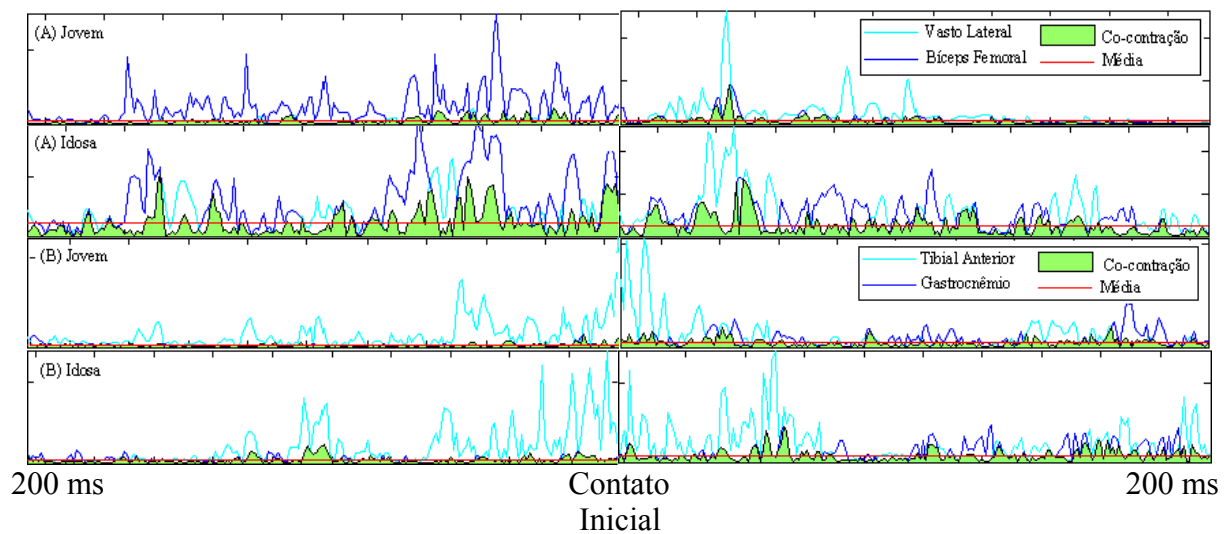 (A) Jovem
Vasto Lateral
Co-contração
Bíceps Femoral
Média
(A) Idosa
(B) Jovem
Tibial Anterior
Co-contração
Gastrocnêmio
Média
(B) Idosa
200 ms
Contato
200 ms
Inicial